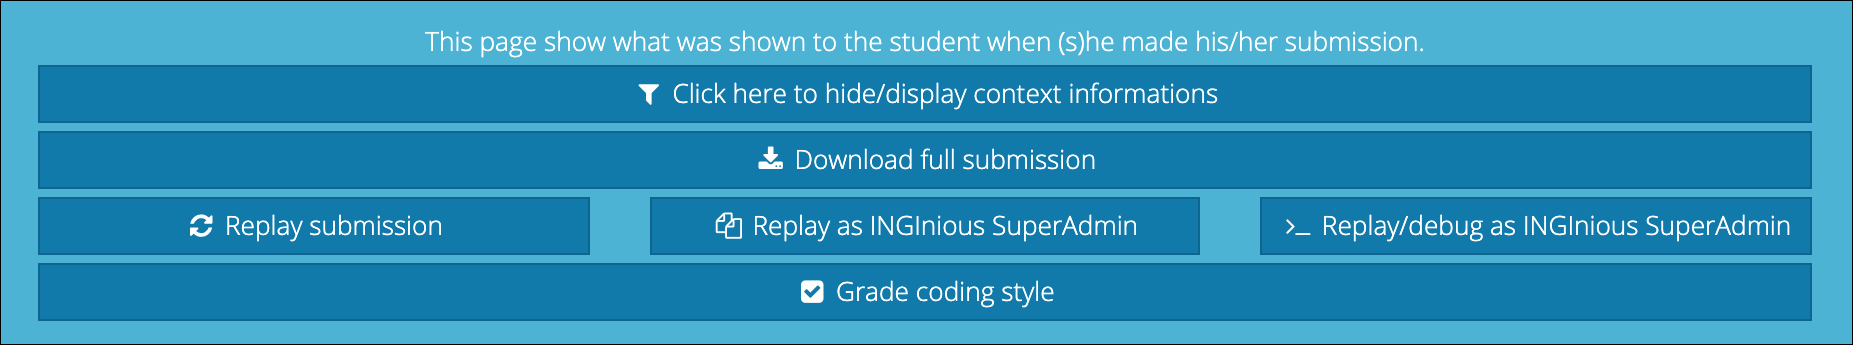 This page show what was shown to the student when (s)he made his/her submission.
Click here to hide/display context informations
Download full submission
Replay submission
Replay as INGInious SuperAdmin
Replay/debug as INGInious SuperAdmin
Grade coding style